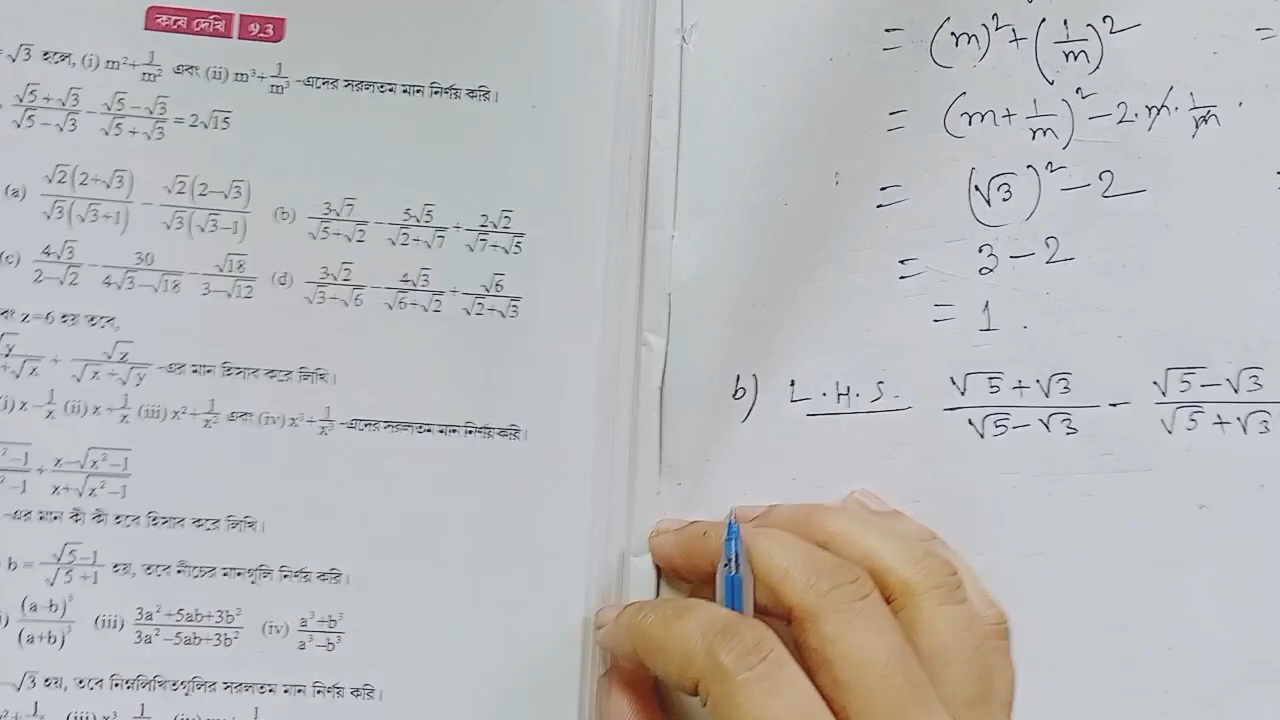 কষে দেখি 9.3
√3 হলে, (i) m² + 1/m² এবং (ii) m³ + 1/m³ -এদের সরলতম মান নির্ণয় করি।
(√5+√3)/(√5−√3) − (√5−√3)/(√5+√3) = 2√15
(a) √2(2+√3)/√3(√3+1) − √2(2−√3)/√3(√3−1) (b) 3√7/(√5+√2) − 5√5/(√2+√7) + 2√2/(√7+√5)
(c) 4√3/(2−√2) − 30/(4√3−√18) − √18/(3−√12) (d) 3√2/(√3+√6) − 4√3/(√6+√2) + √6/(√2+√3)
z=6 হয় তবে,
√z/(√x+√y) -এর মান হিসাব করে লিখি।
i) x − 1/x (ii) x + 1/x (iii) x² + 1/x² এবং (iv) x³ + 1/x³ -এদের সরলতম মান নির্ণয় করি।
+ (x−√(x²−1))/(x+√(x²−1))
-এর মান কী কী হবে হিসাব করে লিখি।
b = (√5−1)/(√5+1) হয়, তবে নীচের মানগুলি নির্ণয় করি।
(a−b)³/(a+b)³ (iii) (3a²+5ab+3b²)/(3a²−5ab+3b²) (iv) (a³+b³)/(a³−b³)
√3 হয়, তবে নিম্নলিখিতগুলির সরলতম মান নির্ণয় করি।
= (m)² + (1/m)² =
= (m + 1/m)² − 2.m.1/m
= (√3)² − 2
= 3 − 2
= 1.
b) L.H.S. (√5+√3)/(√5−√3) − (√5−√3)/(√5+√3)